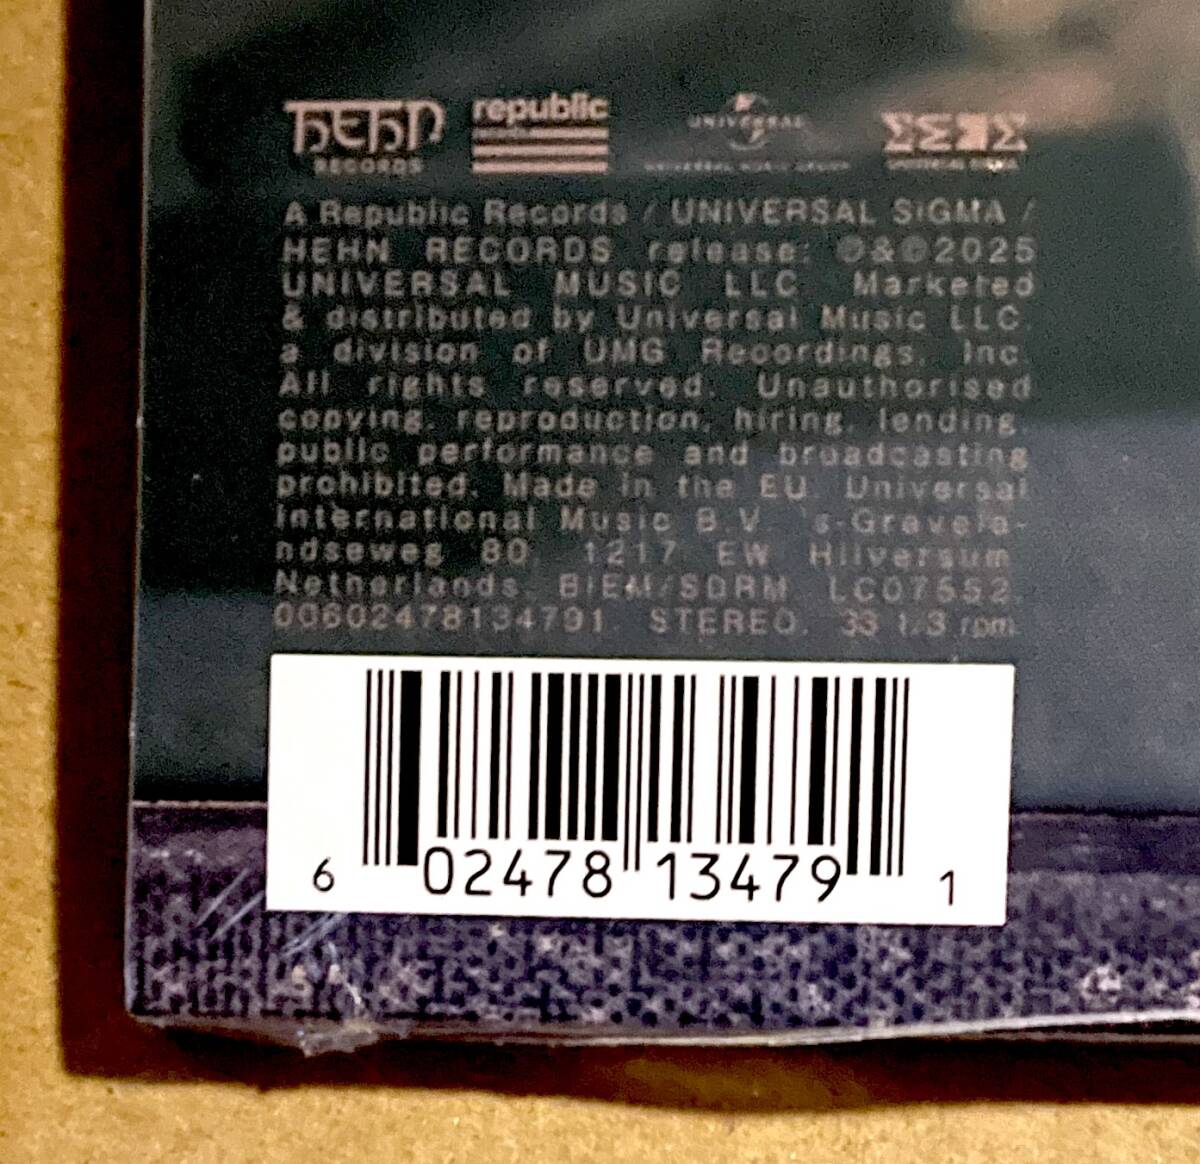 HEHN RECORDS republic records UNIVERSAL UNIVERSAL MUSIC GROUP UNIVERSAL SIGMA
A Republic Records / UNIVERSAL SIGMA /
HEHN RECORDS release: ℗&©2025
UNIVERSAL MUSIC LLC Marketed
& distributed by Universal Music LLC.
a division of UMG Recordings, Inc.
All rights reserved. Unauthorised
copying, reproduction, hiring, lending,
public performance and broadcasting
prohibited. Made in the EU. Universal
International Music B.V. 's-Gravela-
ndseweg 80, 1217 EW Hilversum
Netherlands. BIEM/SDRM LC07552.
00602478134791. STEREO. 33 1/3 rpm.
6 02478 13479 1